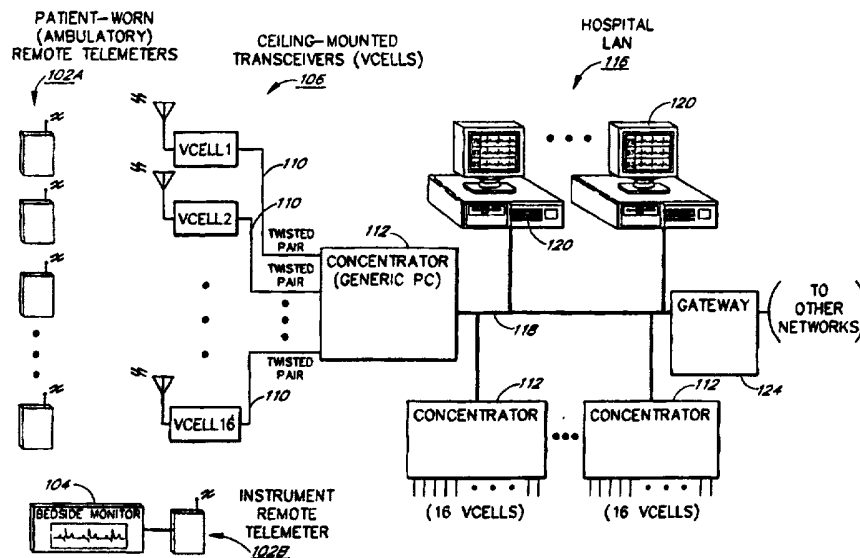 PATIENT-WORN
(AMBULATORY)
REMOTE TELEMETERS
102A
CEILING-MOUNTED
TRANSCEIVERS (VCELLS)
106
HOSPITAL
LAN
116
120
VCELL1
110
VCELL2
110
120
TWISTED
PAIR
112
TWISTED
PAIR
CONCENTRATOR
(GENERIC PC)
GATEWAY
(TO
OTHER
NETWORKS)
118
TWISTED
PAIR
110
VCELL16
112
CONCENTRATOR
112
CONCENTRATOR
124
(16 VCELLS)
(16 VCELLS)
104
BEDSIDE MONITOR
INSTRUMENT
REMOTE
TELEMETER
102B